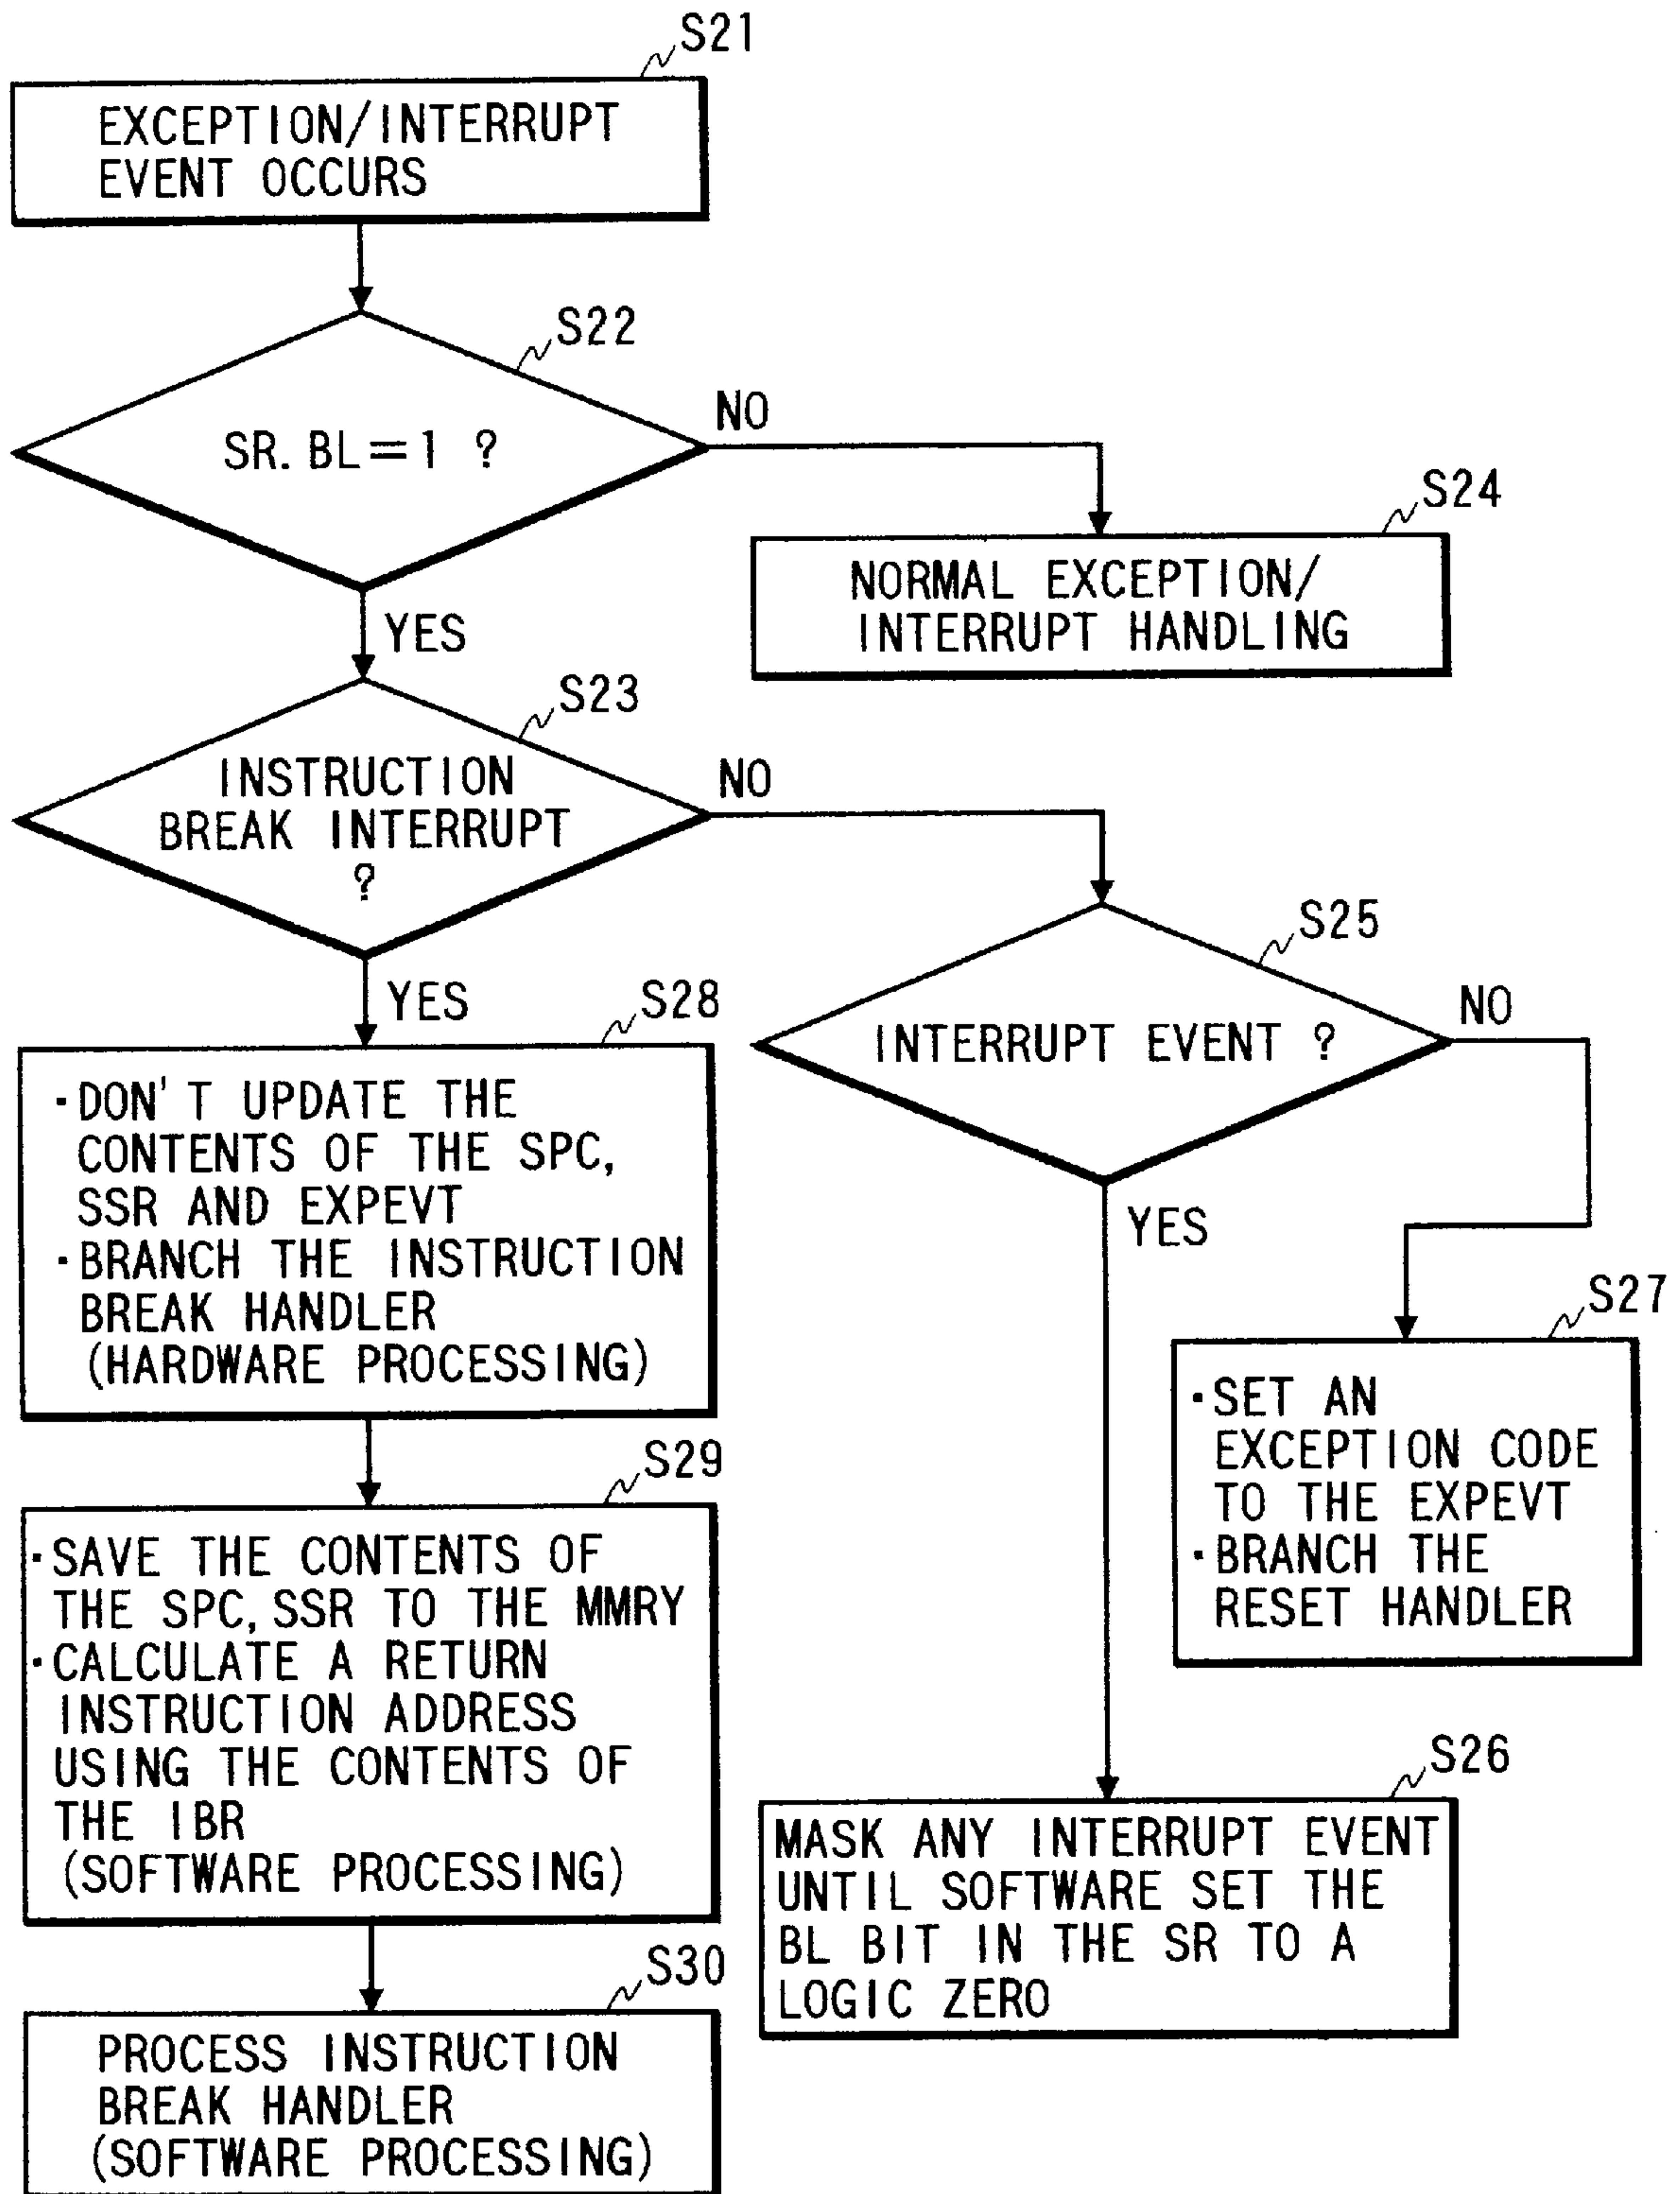 S21
EXCEPTION/INTERRUPT
EVENT OCCURS
S22
SR. BL=1 ?
NO
YES
S24
NORMAL EXCEPTION/
INTERRUPT HANDLING
S23
INSTRUCTION
BREAK INTERRUPT
?
NO
YES
S25
INTERRUPT EVENT ?
NO
YES
S28
·DON'T UPDATE THE
CONTENTS OF THE SPC,
SSR AND EXPEVT
·BRANCH THE INSTRUCTION
BREAK HANDLER
(HARDWARE PROCESSING)
S27
·SET AN
EXCEPTION CODE
TO THE EXPEVT
·BRANCH THE
RESET HANDLER
S29
·SAVE THE CONTENTS OF
THE SPC, SSR TO THE MMRY
·CALCULATE A RETURN
INSTRUCTION ADDRESS
USING THE CONTENTS OF
THE IBR
(SOFTWARE PROCESSING)
S26
MASK ANY INTERRUPT EVENT
UNTIL SOFTWARE SET THE
BL BIT IN THE SR TO A
LOGIC ZERO
S30
PROCESS INSTRUCTION
BREAK HANDLER
(SOFTWARE PROCESSING)